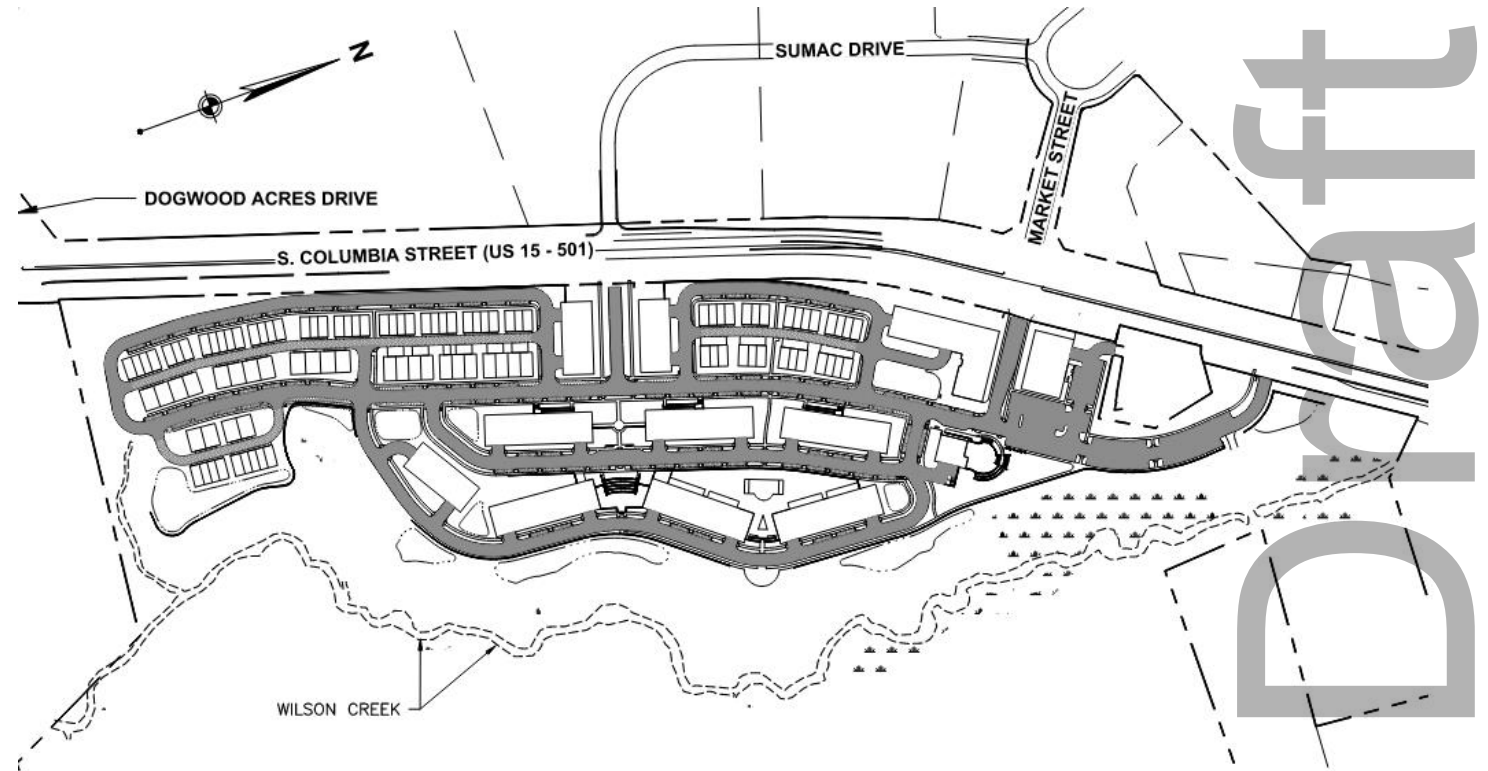 N
SUMAC DRIVE
MARKET STREET
DOGWOOD ACRES DRIVE
S. COLUMBIA STREET (US 15 - 501)
WILSON CREEK
Draft